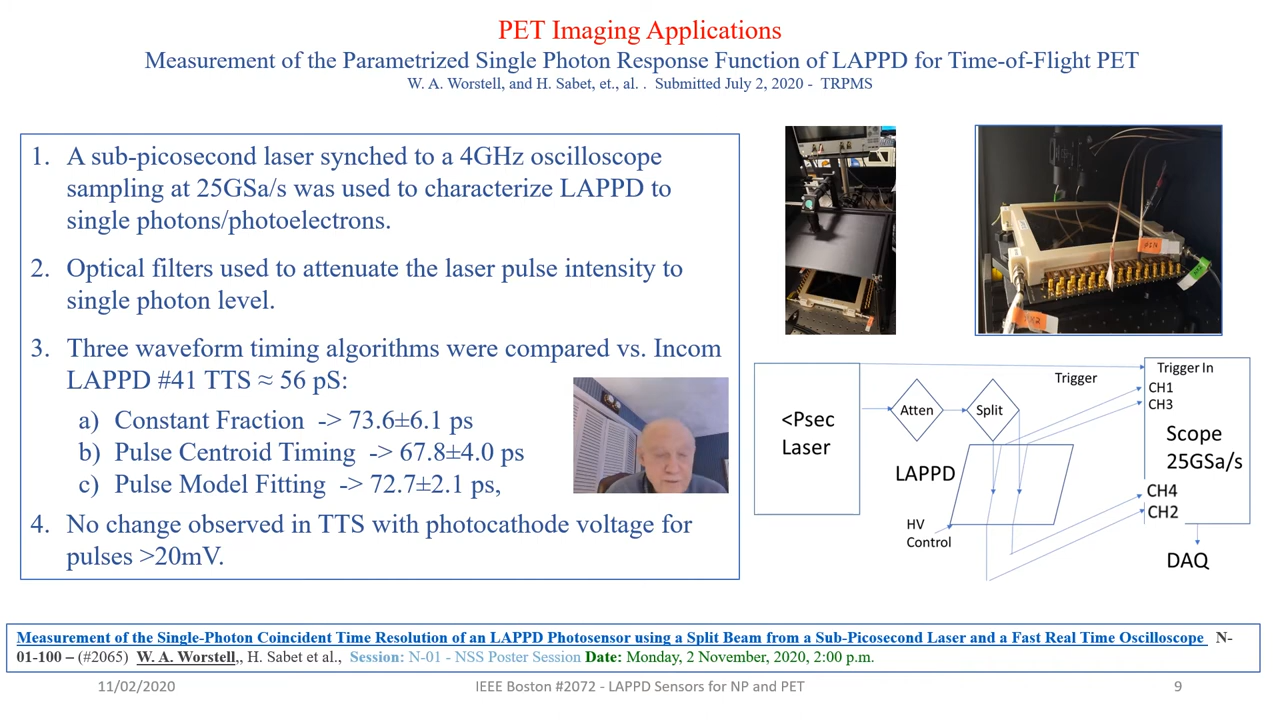 PET Imaging Applications
Measurement of the Parametrized Single Photon Response Function of LAPPD for Time-of-Flight PET
W. A. Worstell, and H. Sabet, et., al. .  Submitted July 2, 2020 -  TRPMS
1. A sub-picosecond laser synched to a 4GHz oscilloscope
sampling at 25GSa/s was used to characterize LAPPD to
single photons/photoelectrons.
2. Optical filters used to attenuate the laser pulse intensity to
single photon level.
3. Three waveform timing algorithms were compared vs. Incom
LAPPD #41 TTS ≈ 56 pS:
a) Constant Fraction -> 73.6±6.1 ps
b) Pulse Centroid Timing -> 67.8±4.0 ps
c) Pulse Model Fitting -> 72.7±2.1 ps,
4. No change observed in TTS with photocathode voltage for
pulses >20mV.
<Psec
Laser
Atten
Split
Trigger
LAPPD
HV
Control
Trigger In
CH1
CH3
Scope
25GSa/s
CH4
CH2
DAQ
Measurement of the Single-Photon Coincident Time Resolution of an LAPPD Photosensor using a Split Beam from a Sub-Picosecond Laser and a Fast Real Time Oscilloscope N-
01-100 – (#2065) W. A. Worstell,, H. Sabet et al., Session: N-01 - NSS Poster Session Date: Monday, 2 November, 2020, 2:00 p.m.
11/02/2020
IEEE Boston #2072 - LAPPD Sensors for NP and PET
9